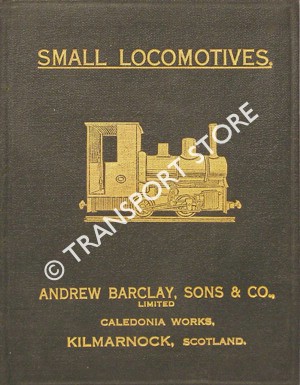 SMALL LOCOMOTIVES.
© TRANSPORT STORE
ANDREW BARCLAY, SONS & CO.,
LIMITED
CALEDONIA WORKS,
KILMARNOCK, SCOTLAND.